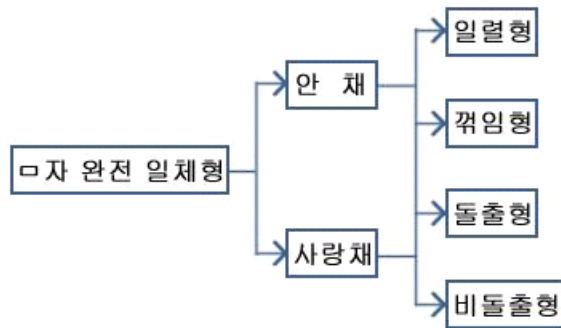 ㅁ자 완전 일체형
안 채
사랑채
일렬형
꺾임형
돌출형
비돌출형